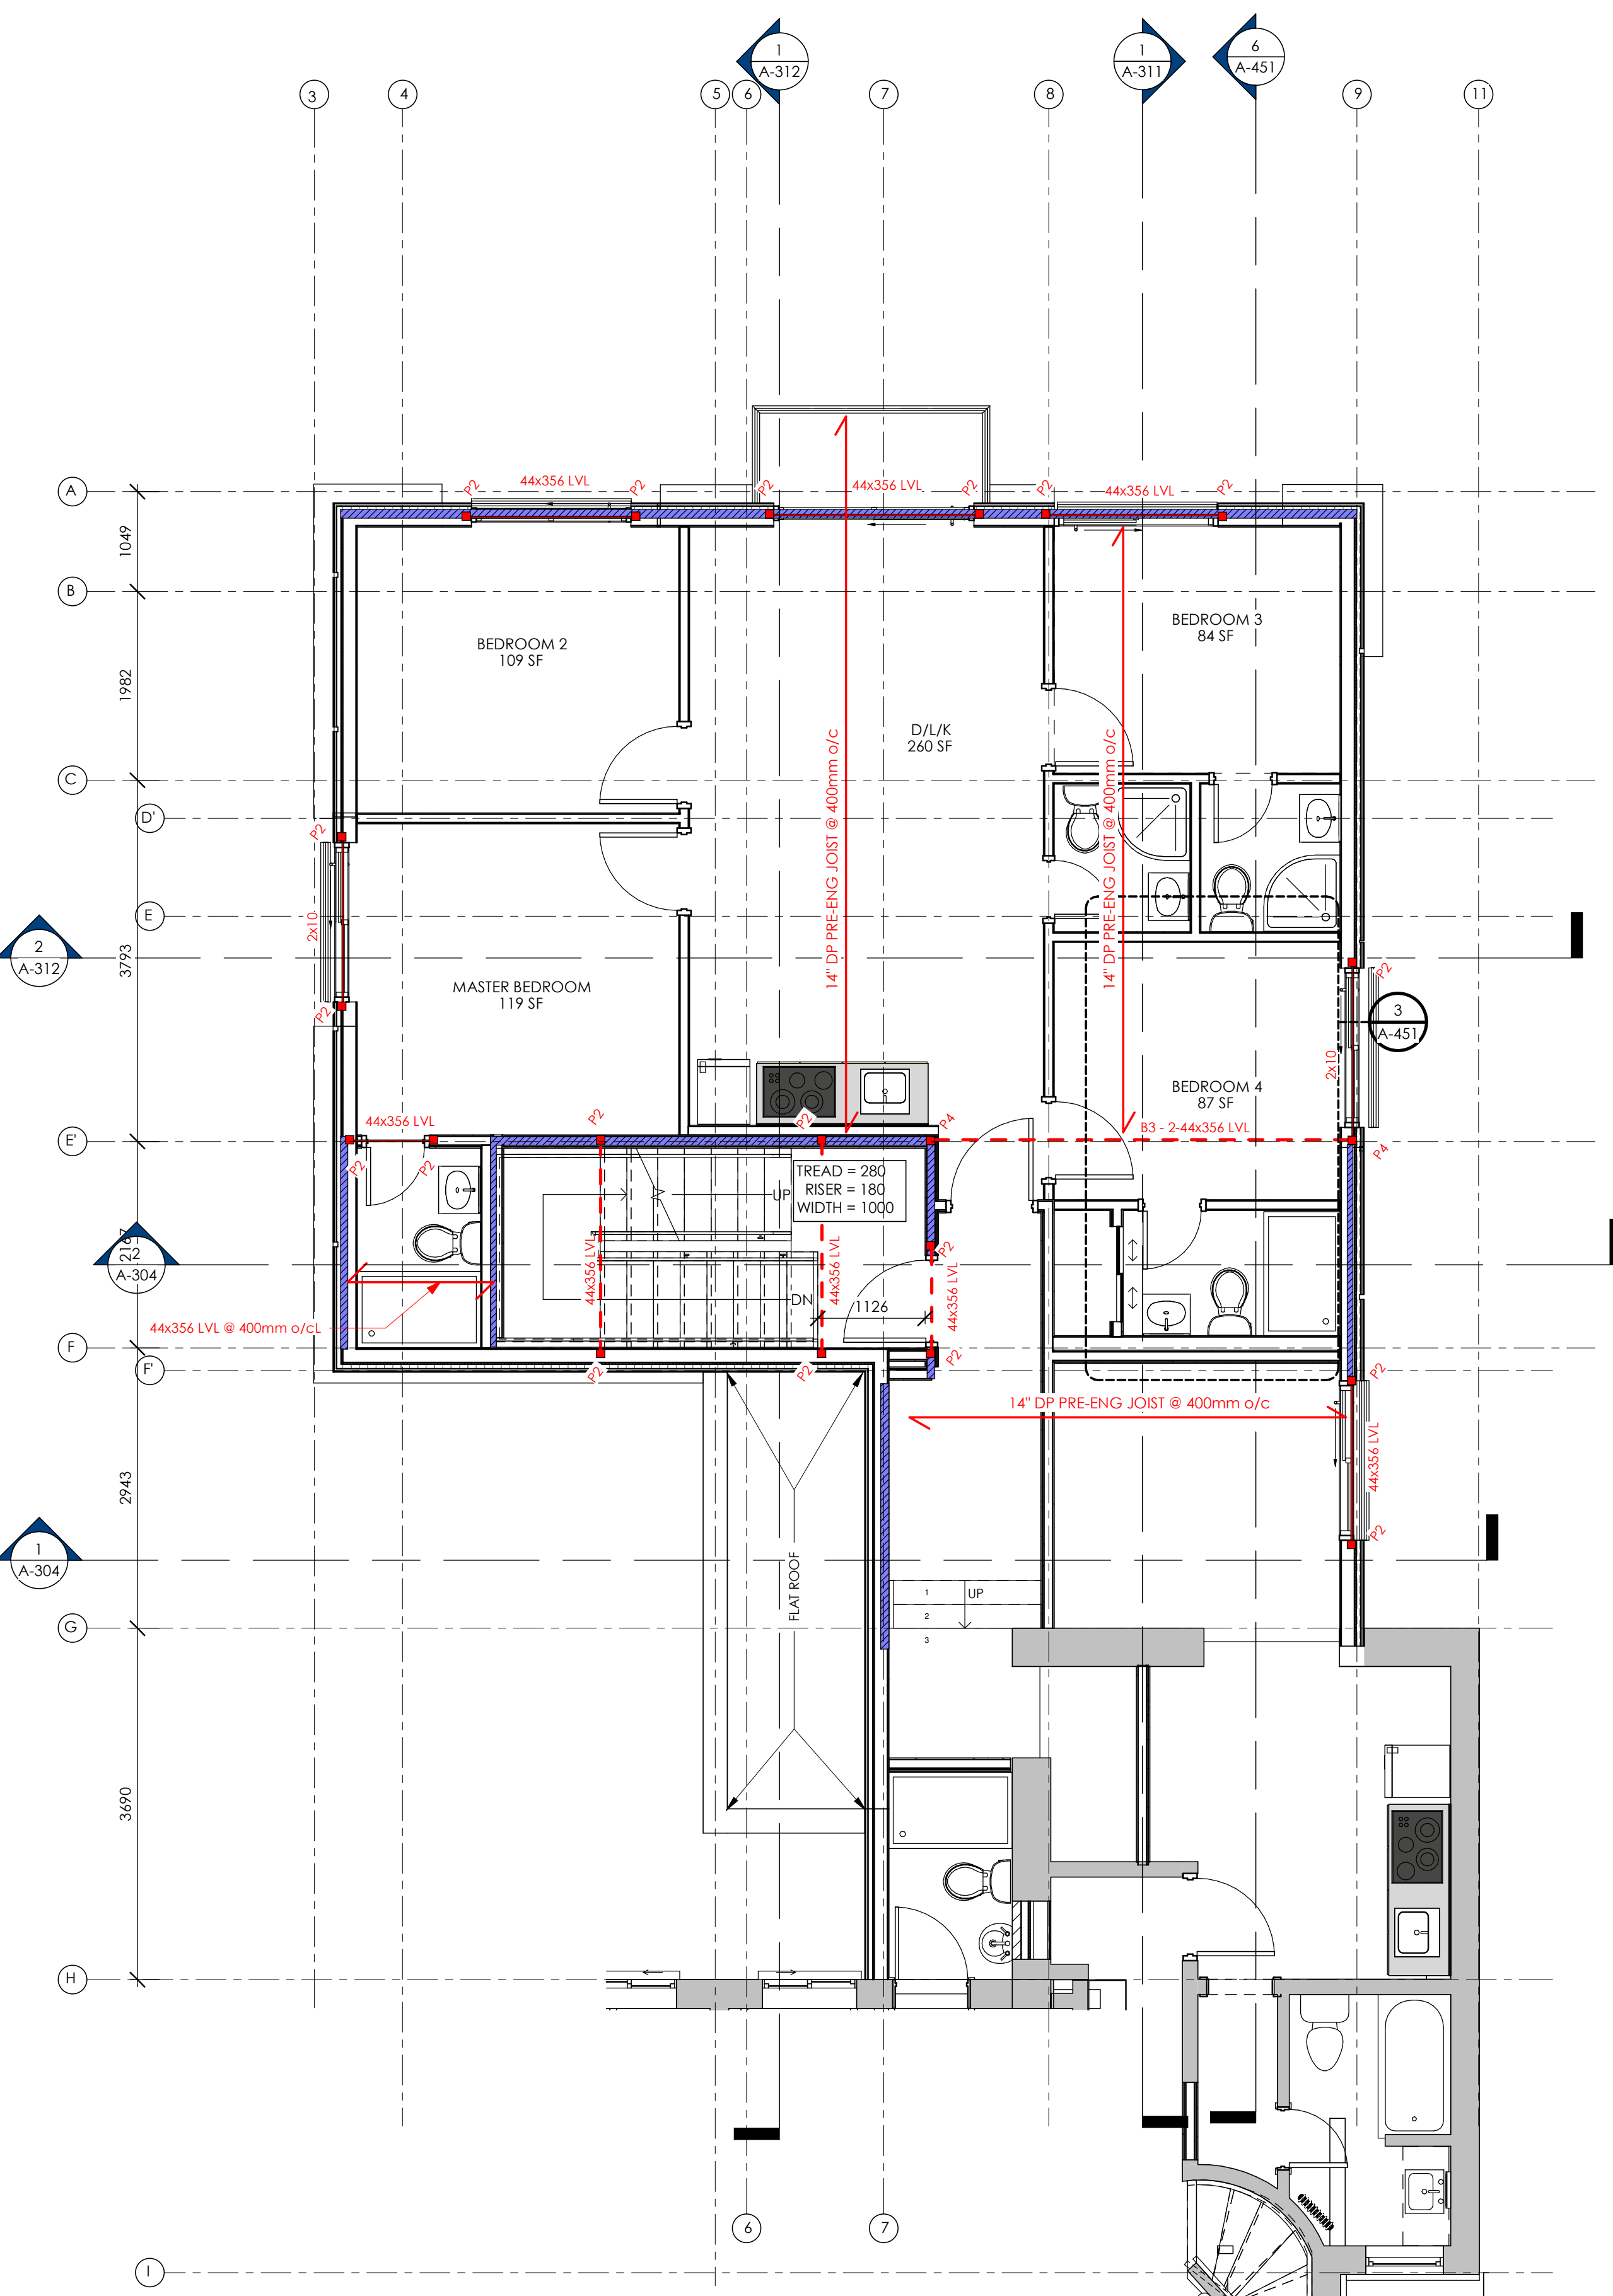 1
A-312
1
A-311
6
A-451
3
4
5
6
7
8
9
11
A
P2
44x356 LVL
P2
P2
44x356 LVL
P2
P2
44x356 LVL
P2
1049
B
BEDROOM 2
109 SF
BEDROOM 3
84 SF
1982
D/L/K
260 SF
14" DP PRE-ENG JOIST @ 400mm o/c
14" DP PRE-ENG JOIST @ 400mm o/c
C
D'
P2
E
2x10
2
A-312
3793
MASTER BEDROOM
119 SF
P2
P2
3
A-451
2x10
BEDROOM 4
87 SF
44x356 LVL
P2
P2
P4
B3 - 2-44x356 LVL
E'
P4
P2
P2
TREAD = 280
RISER = 180
WIDTH = 1000
UP
2167
2
A-304
44x356 LVL
44x356 LVL
P2
44x356 LVL
DN
1126
44x356 LVL @ 400mm o/cL
F
F'
P2
P2
P2
P2
14" DP PRE-ENG JOIST @ 400mm o/c
44x356 LVL
2943
P2
1
A-304
FLAT ROOF
1
UP
2
G
3
3690
H
6
7
I